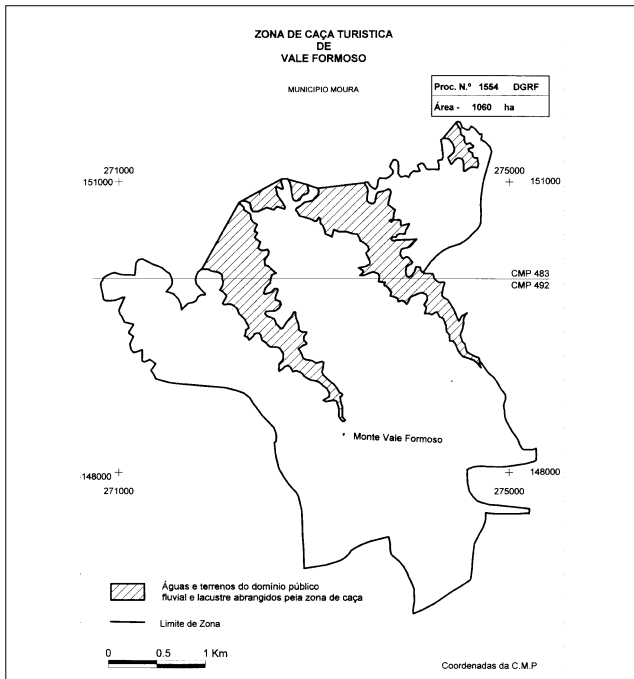 ZONA DE CAÇA TURISTICA
DE
VALE FORMOSO
MUNICIPIO MOURA
Proc. N.º 1554 DGRF
Área - 1060 ha
271000
151000
275000
151000
CMP 483
CMP 492
Monte Vale Formoso
148000
271000
148000
275000
Águas e terrenos do domínio público
fluvial e lacustre abrangidos pela zona de caça
Limite de Zona
0 0.5 1 Km
Coordenadas da C.M.P